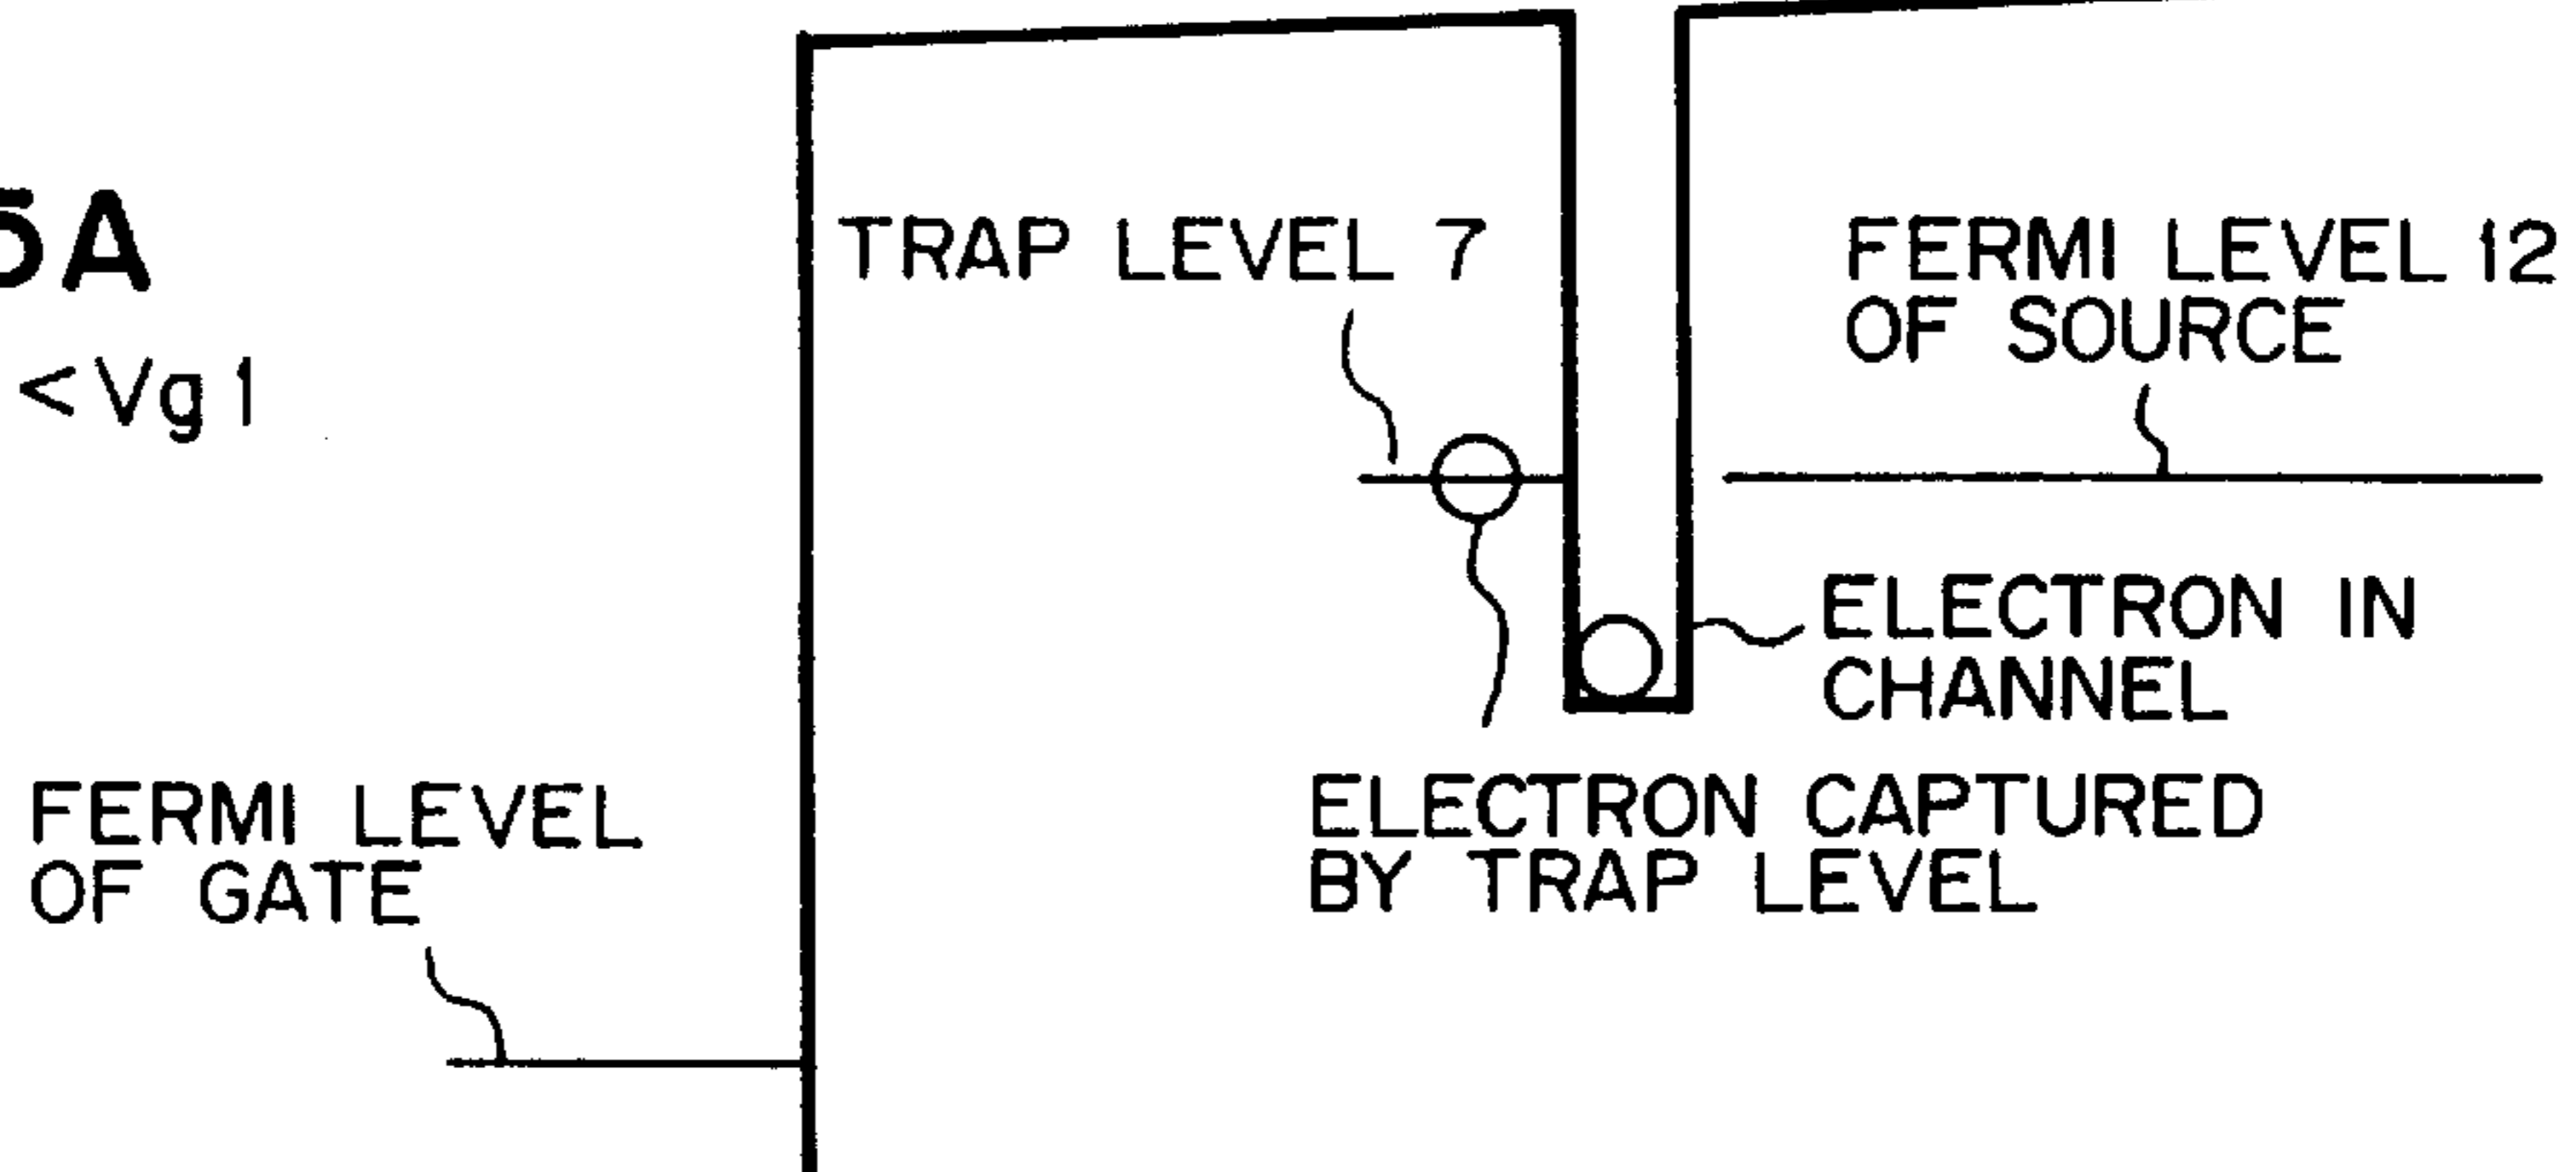 5A
<Vg1
TRAP LEVEL 7
FERMI LEVEL 12
OF SOURCE
ELECTRON IN
CHANNEL
ELECTRON CAPTURED
BY TRAP LEVEL
FERMI LEVEL
OF GATE